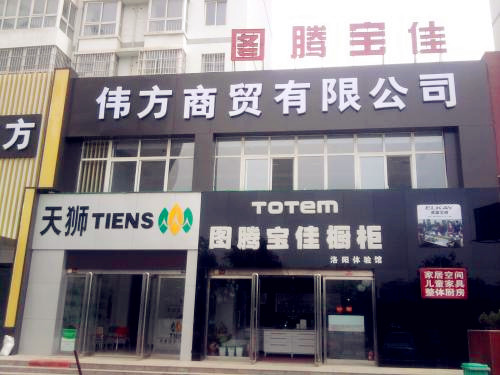 图腾宝佳
伟方商贸有限公司
方
天狮 TIENS
TOTEM
图腾宝佳橱柜
洛阳体验馆
ELKAY
家居空间
儿童家具
整体厨房